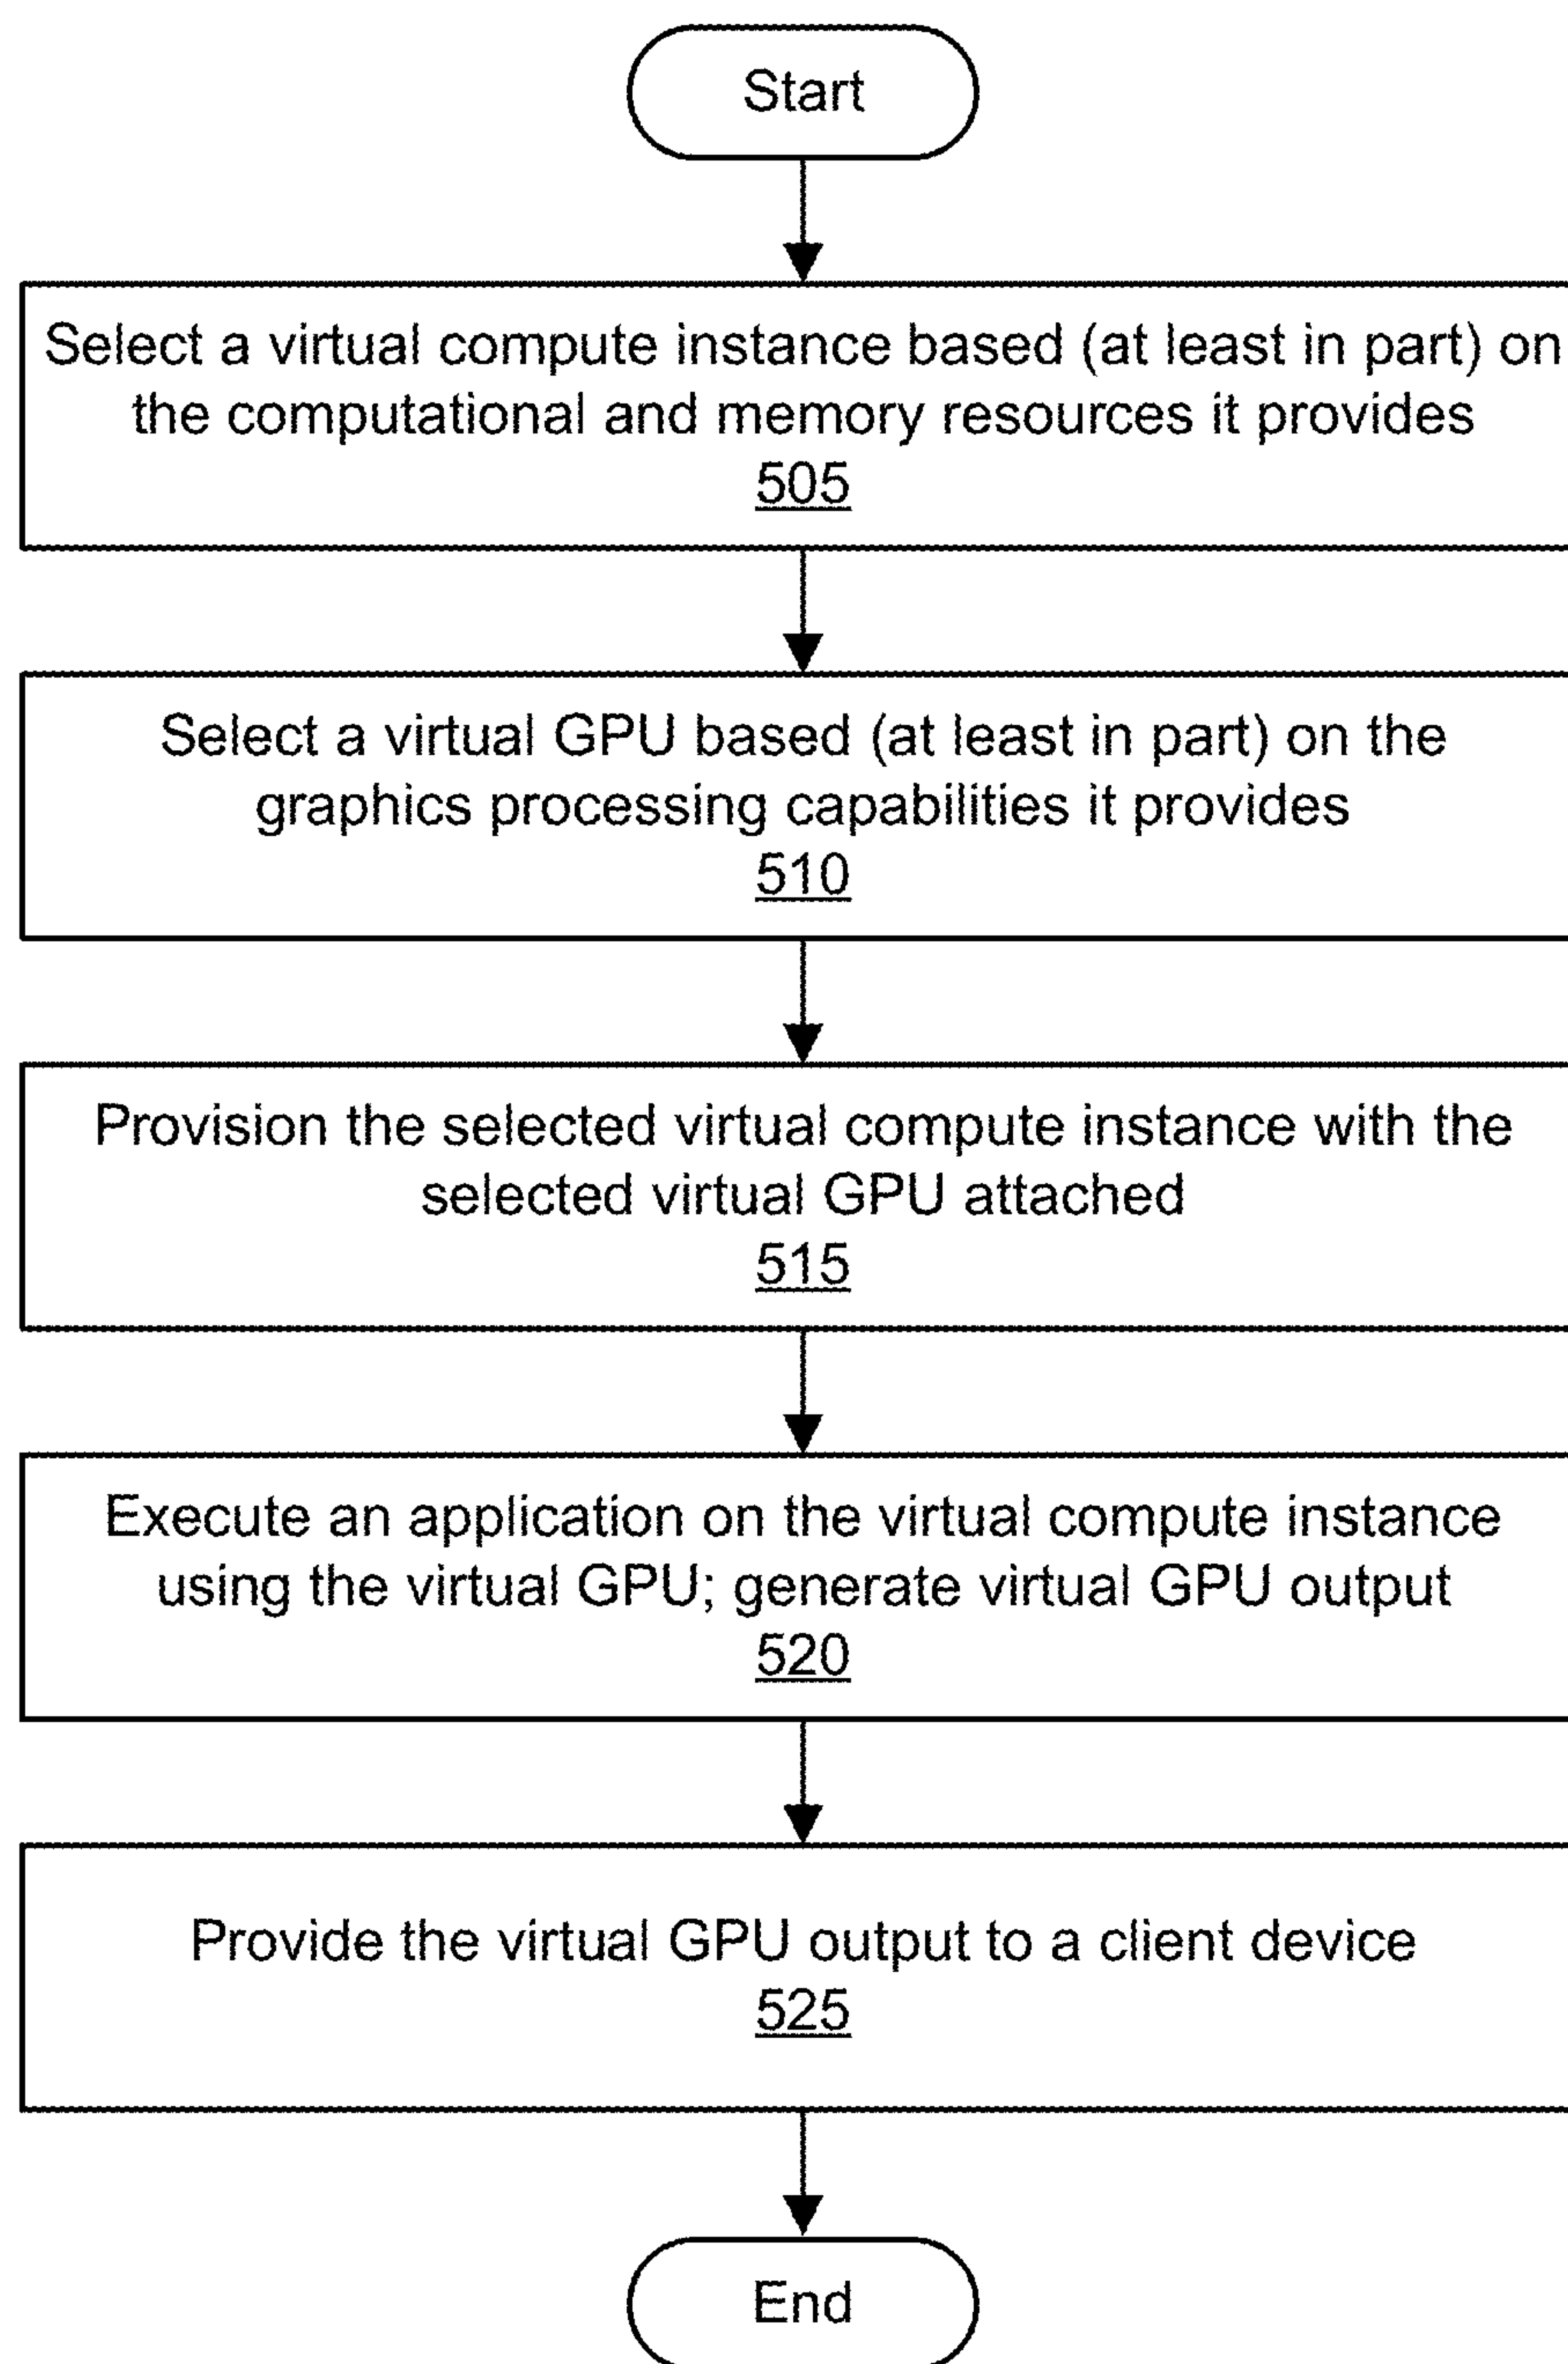 Start
Select a virtual compute instance based (at least in part) on
the computational and memory resources it provides
505
Select a virtual GPU based (at least in part) on the
graphics processing capabilities it provides
510
Provision the selected virtual compute instance with the
selected virtual GPU attached
515
Execute an application on the virtual compute instance
using the virtual GPU; generate virtual GPU output
520
Provide the virtual GPU output to a client device
525
End